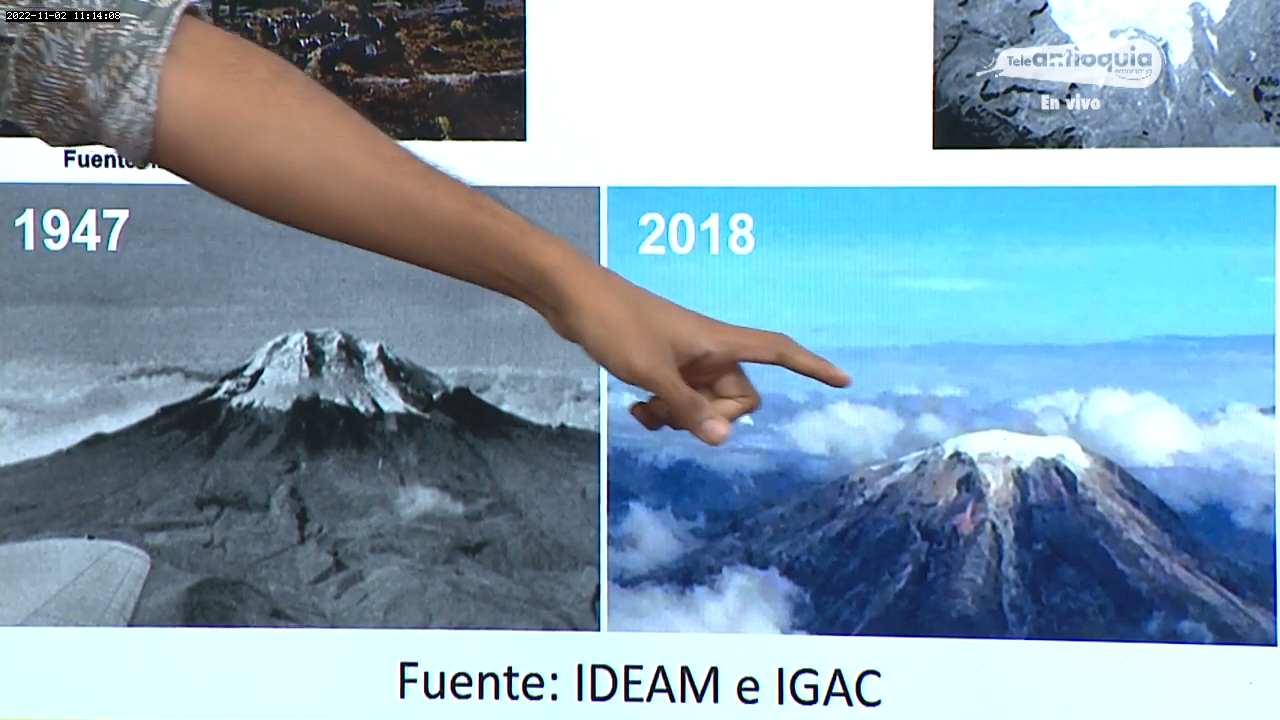 2022-11-02 11:14:08
Teleantioquia
En vivo
1947
2018
Fuente: IDEAM e IGAC